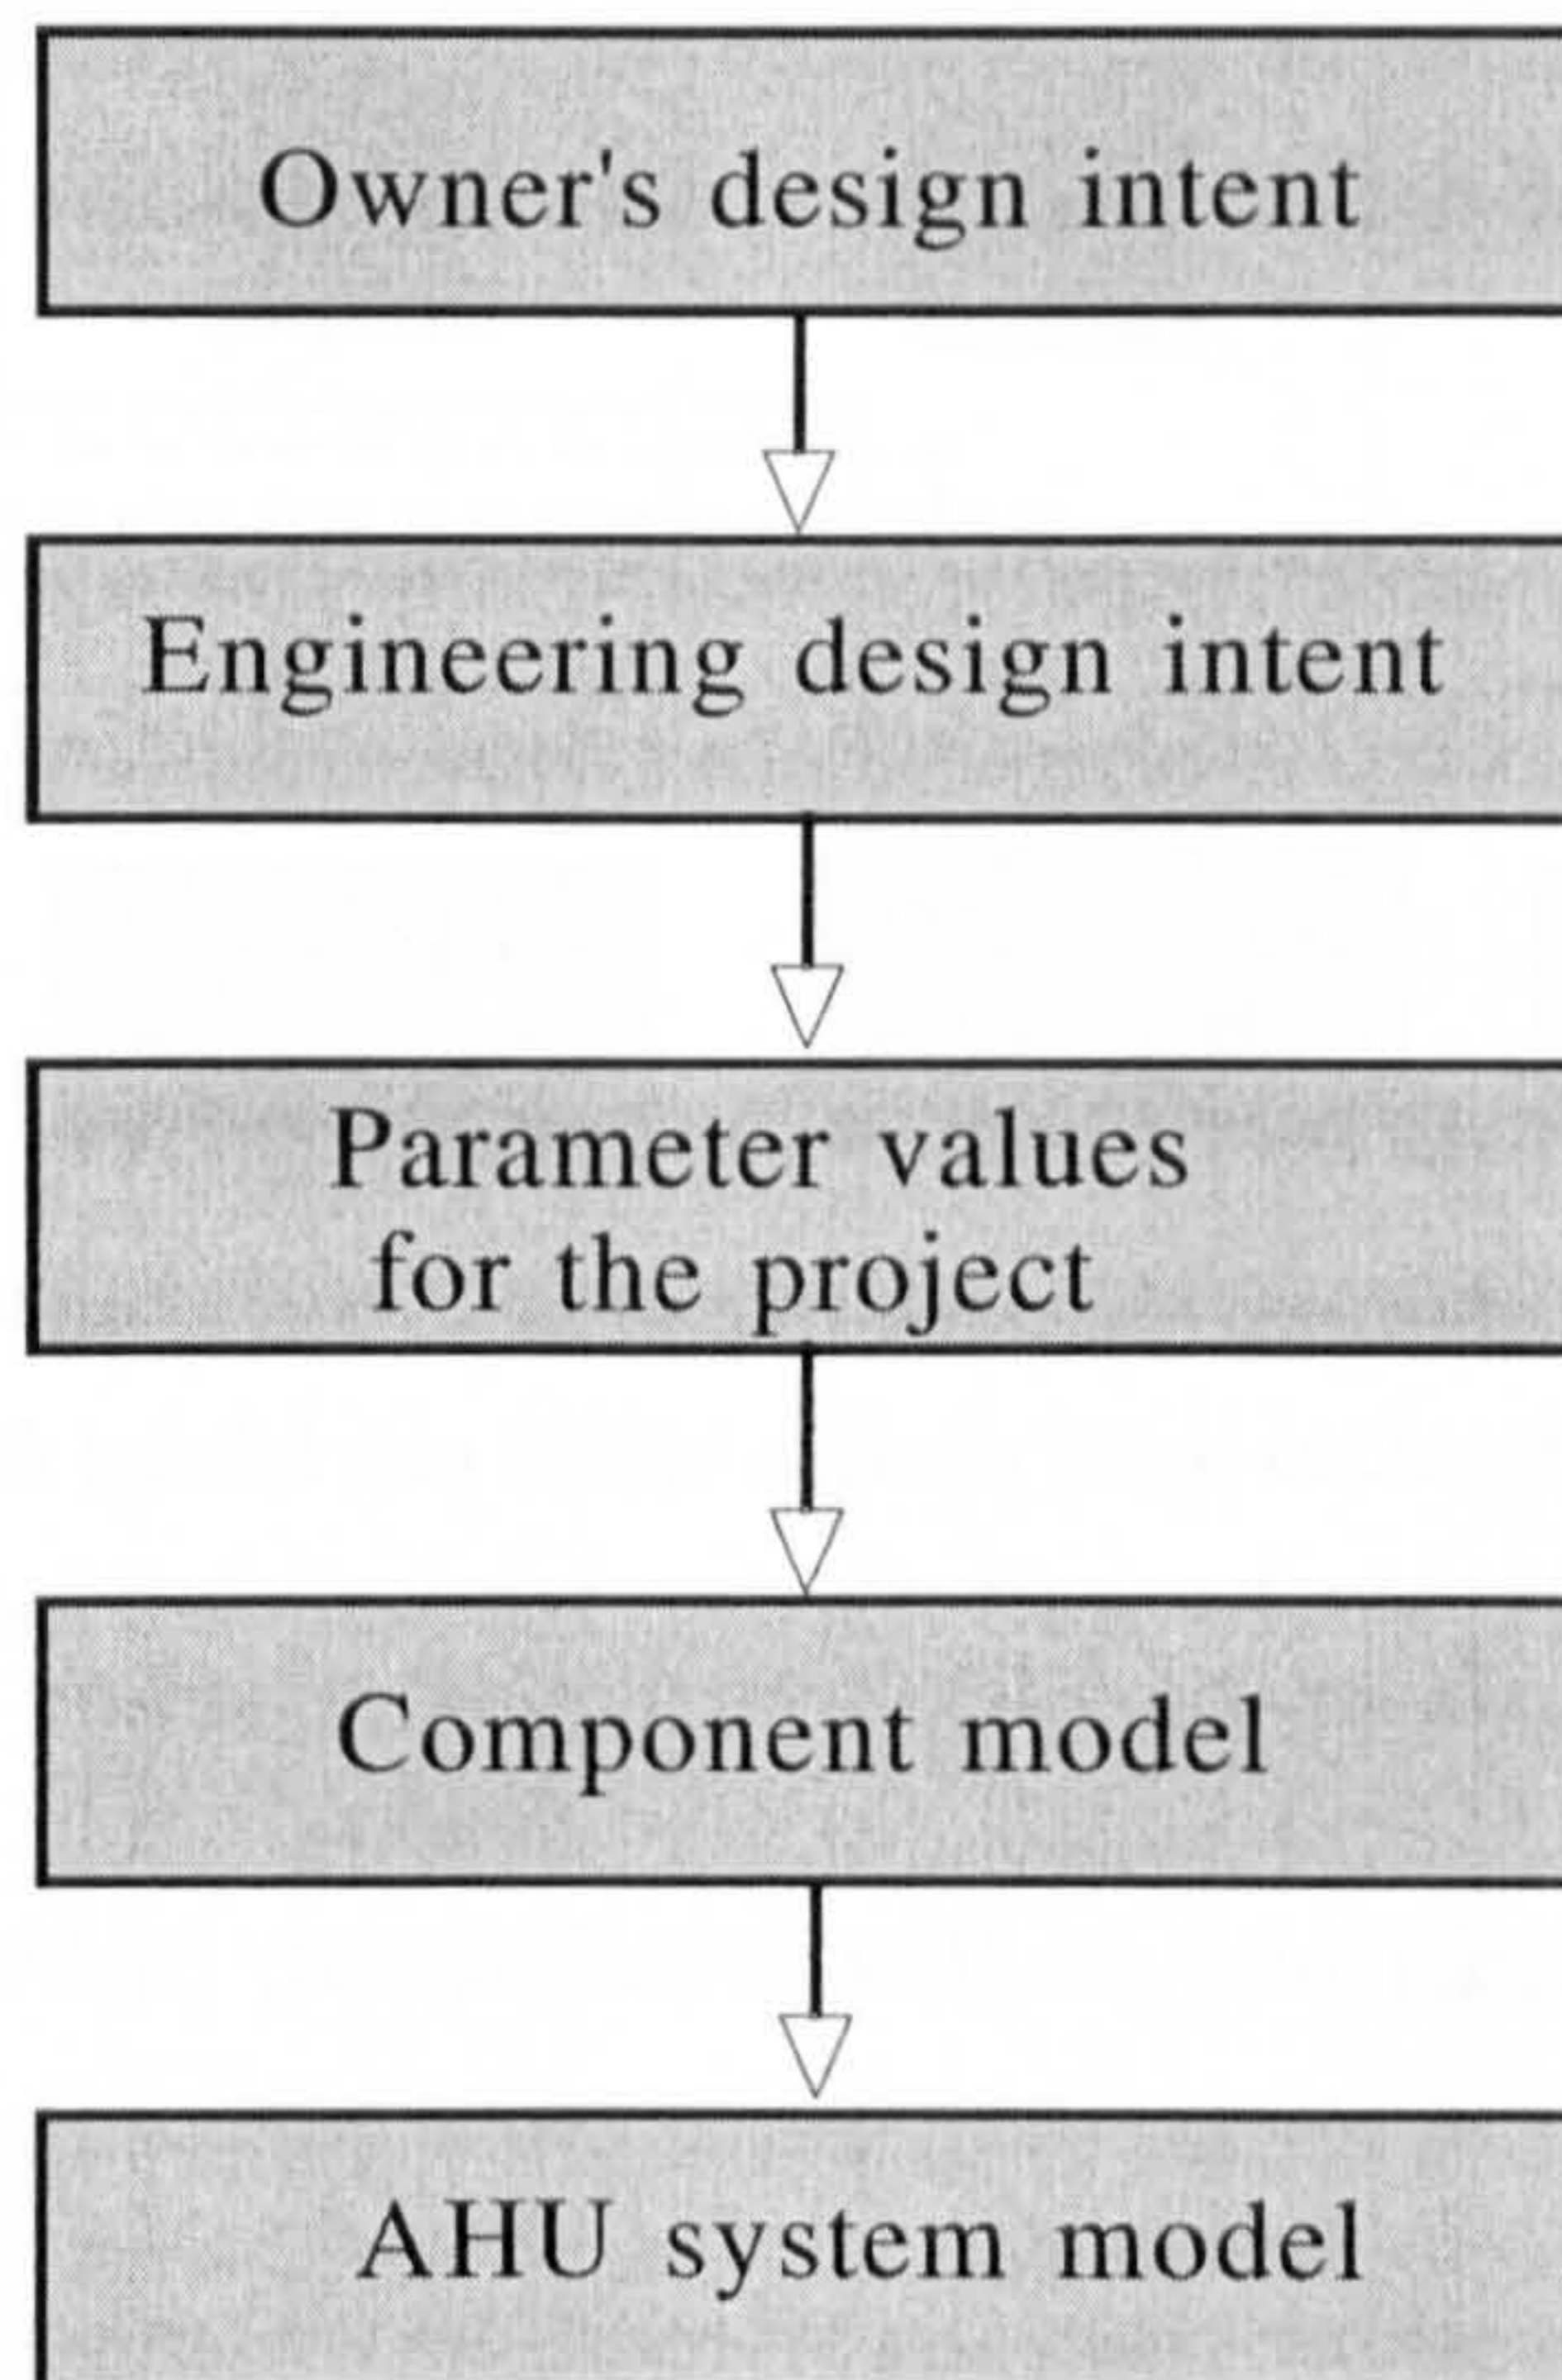 Owner's design intent
Engineering design intent
Parameter values
for the project
Component model
AHU system model